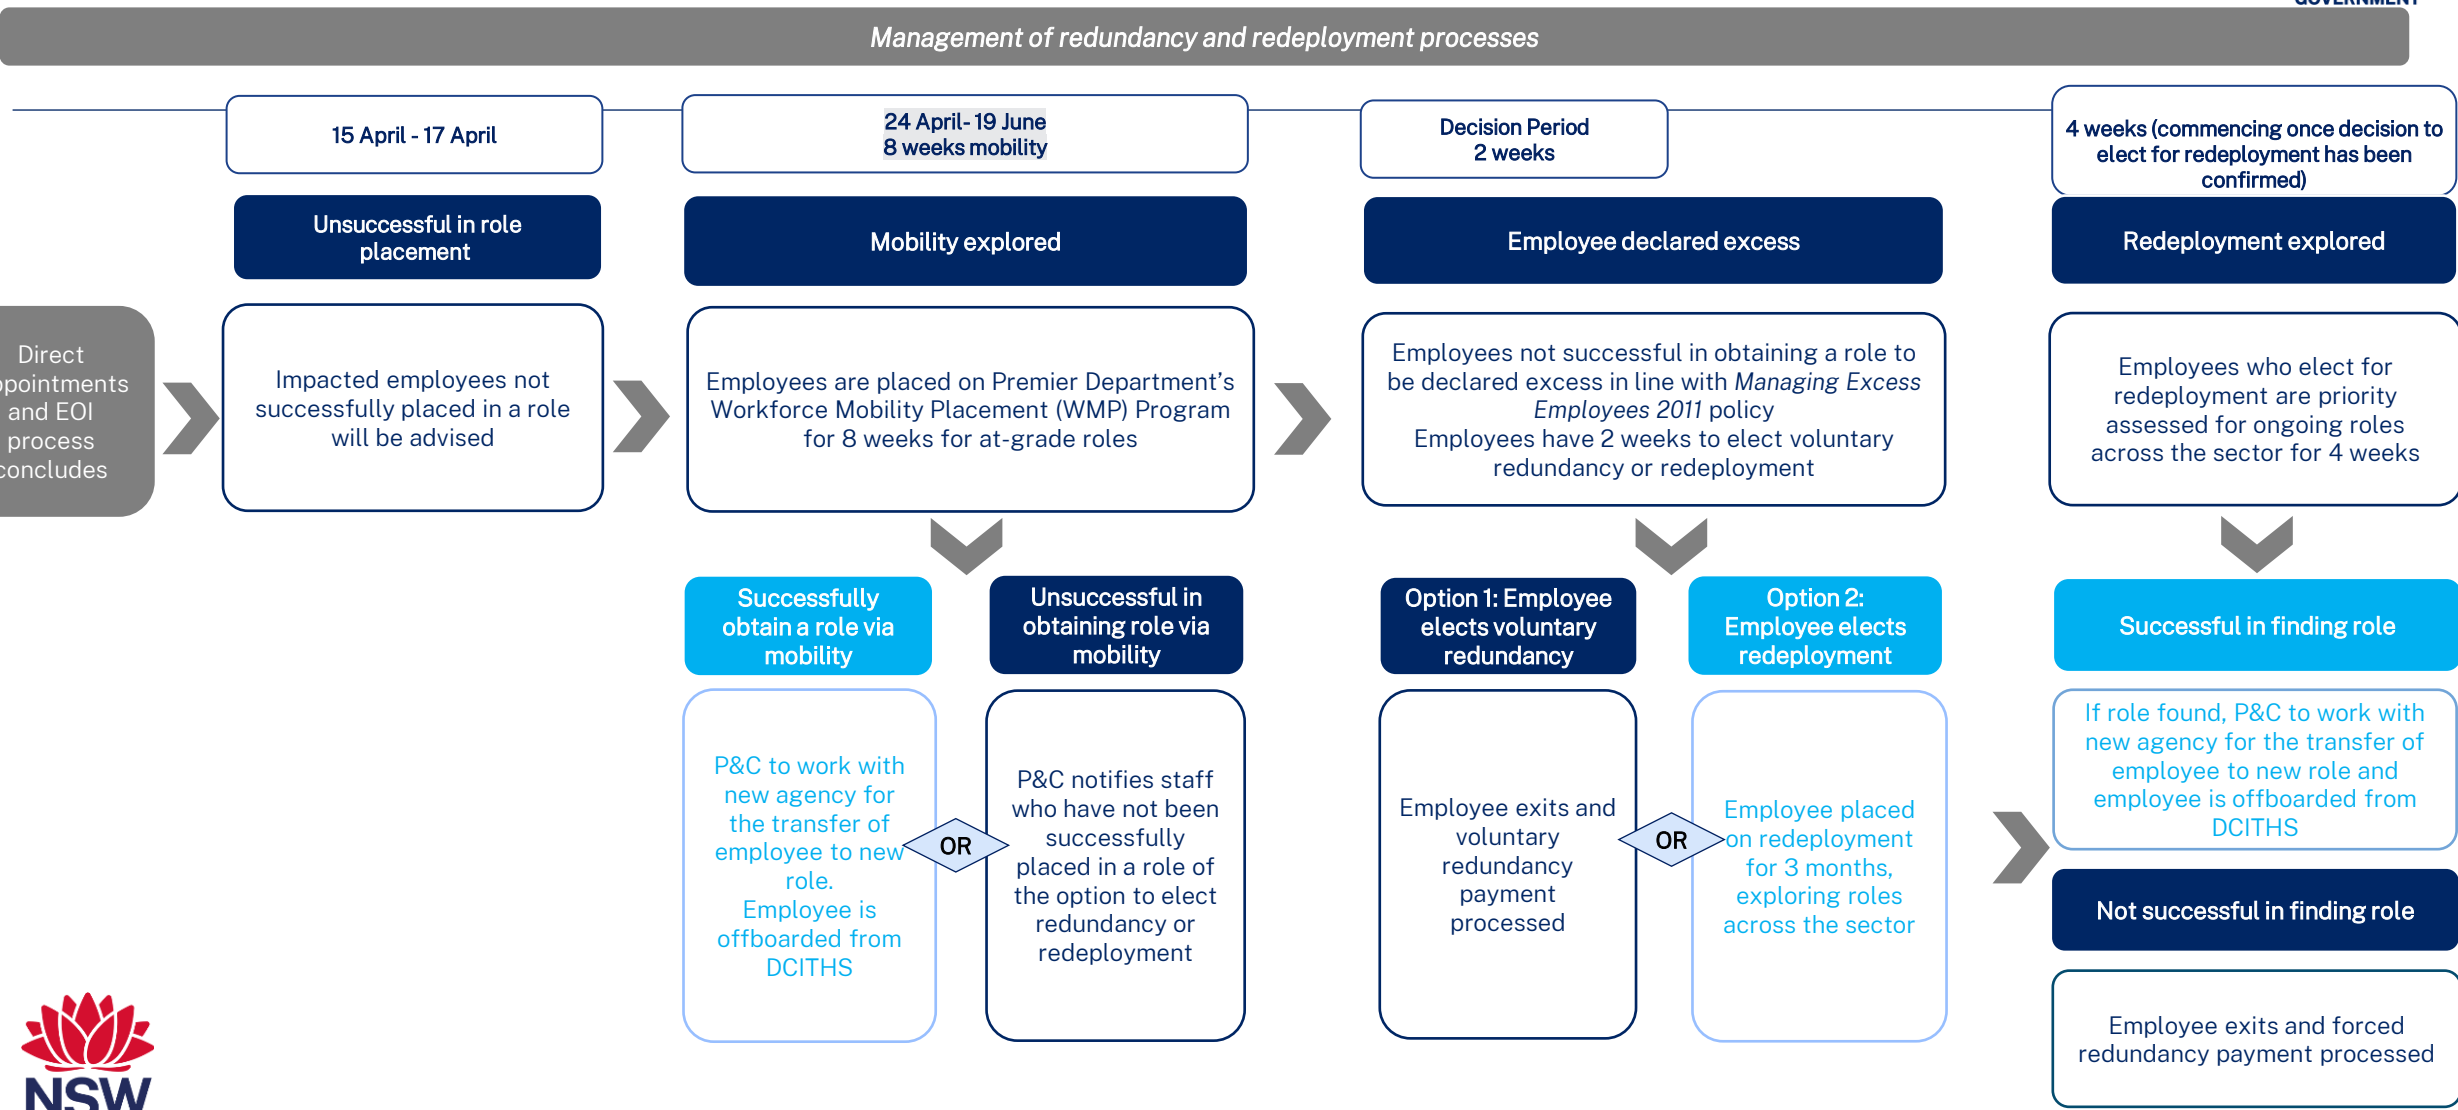 GOVERNMENT
Management of redundancy and redeployment processes
15 April - 17 April
24 April- 19 June
8 weeks mobility
Decision Period
2 weeks
4 weeks (commencing once decision to
elect for redeployment has been
confirmed)
Unsuccessful in role
placement
Mobility explored
Employee declared excess
Redeployment explored
Direct
ppointments
and EOI
process
concludes
Impacted employees not
successfully placed in a role
will be advised
Employees are placed on Premier Department’s
Workforce Mobility Placement (WMP) Program
for 8 weeks for at-grade roles
Employees not successful in obtaining a role to
be declared excess in line with Managing Excess
Employees 2011 policy
Employees have 2 weeks to elect voluntary
redundancy or redeployment
Employees who elect for
redeployment are priority
assessed for ongoing roles
across the sector for 4 weeks
Successfully
obtain a role via
mobility
Unsuccessful in
obtaining role via
mobility
Option 1: Employee
elects voluntary
redundancy
Option 2:
Employee elects
redeployment
Successful in finding role
P&C to work with
new agency for
the transfer of
employee to new
role.
Employee is
offboarded from
DCITHS
OR
P&C notifies staff
who have not been
successfully
placed in a role of
the option to elect
redundancy or
redeployment
Employee exits and
voluntary
redundancy
payment
processed
OR
Employee placed
on redeployment
for 3 months,
exploring roles
across the sector
If role found, P&C to work with
new agency for the transfer of
employee to new role and
employee is offboarded from
DCITHS
Not successful in finding role
Employee exits and forced
redundancy payment processed
NSW